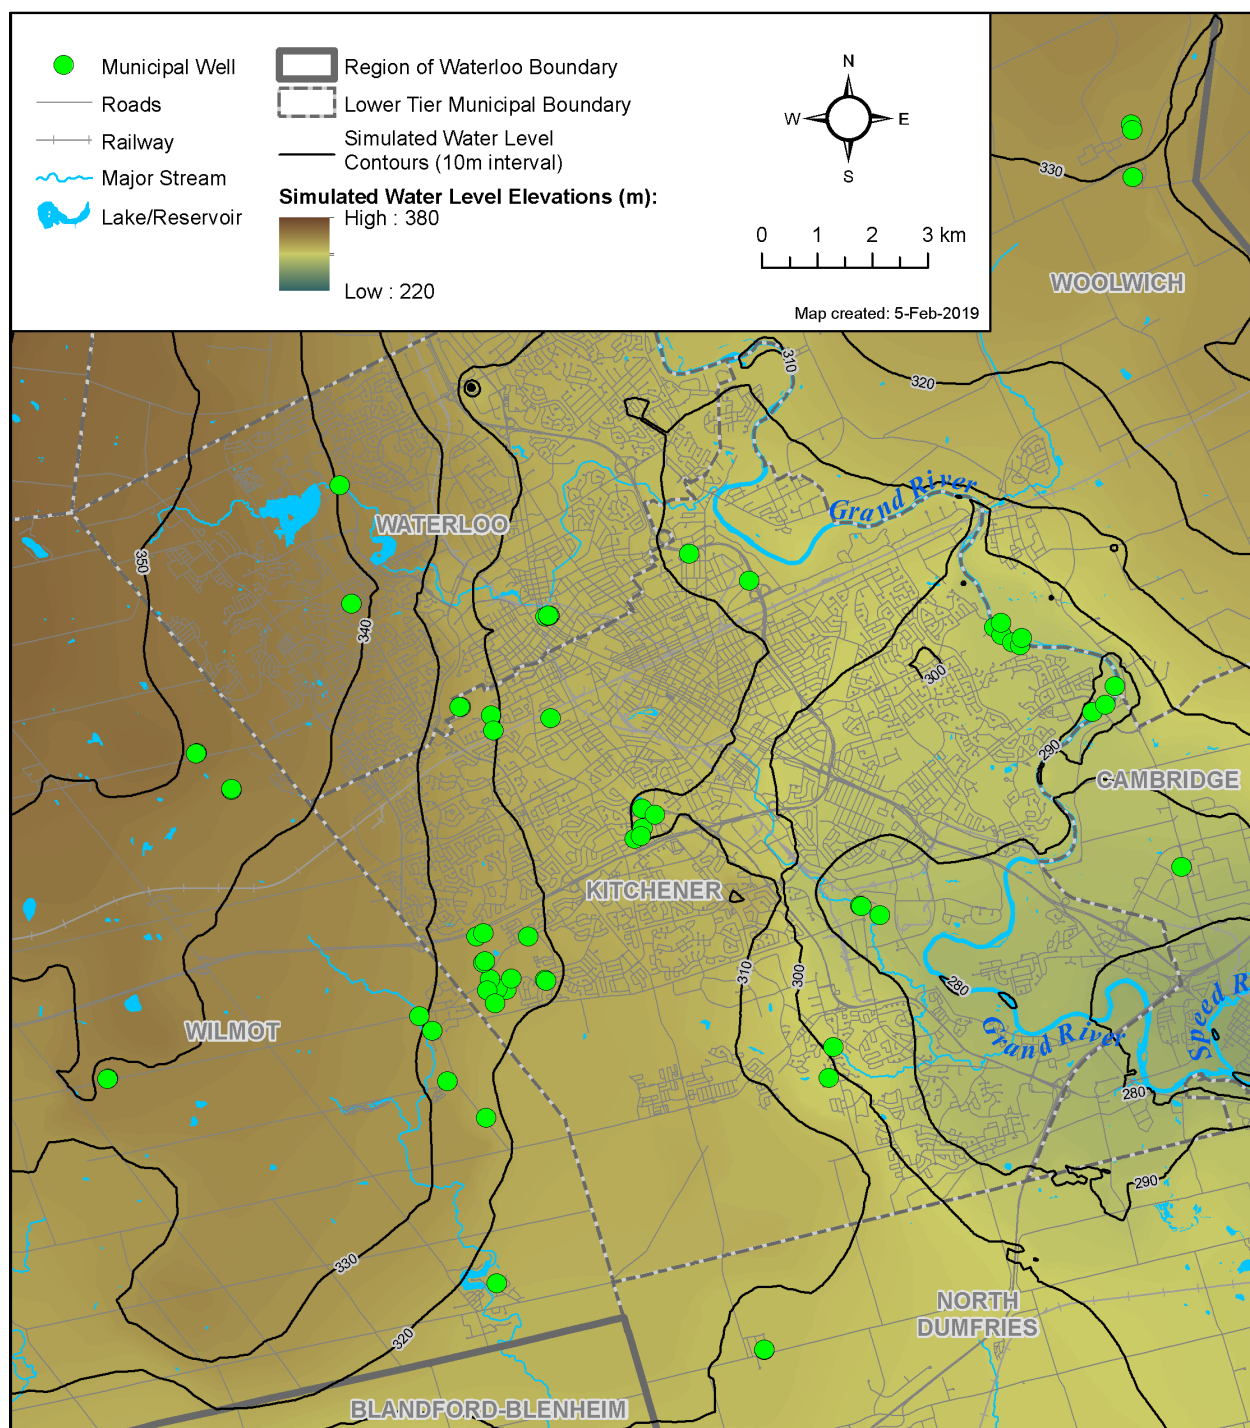 Municipal Well
Roads
Railway
Major Stream
Lake/Reservoir
Region of Waterloo Boundary
Lower Tier Municipal Boundary
Simulated Water Level
Contours (10m interval)
Simulated Water Level Elevations (m):
High : 380
Low : 220
N
W
E
S
0 1 2 3 km
Map created: 5-Feb-2019
330
WOOLWICH
310
320
Grand River
WATERLOO
350
340
300
290
CAMBRIDGE
KITCHENER
310
300
280
WILMOT
Grand River
Speed R
280
290
330
320
NORTH
DUMFRIES
BLANDFORD-BLENHEIM